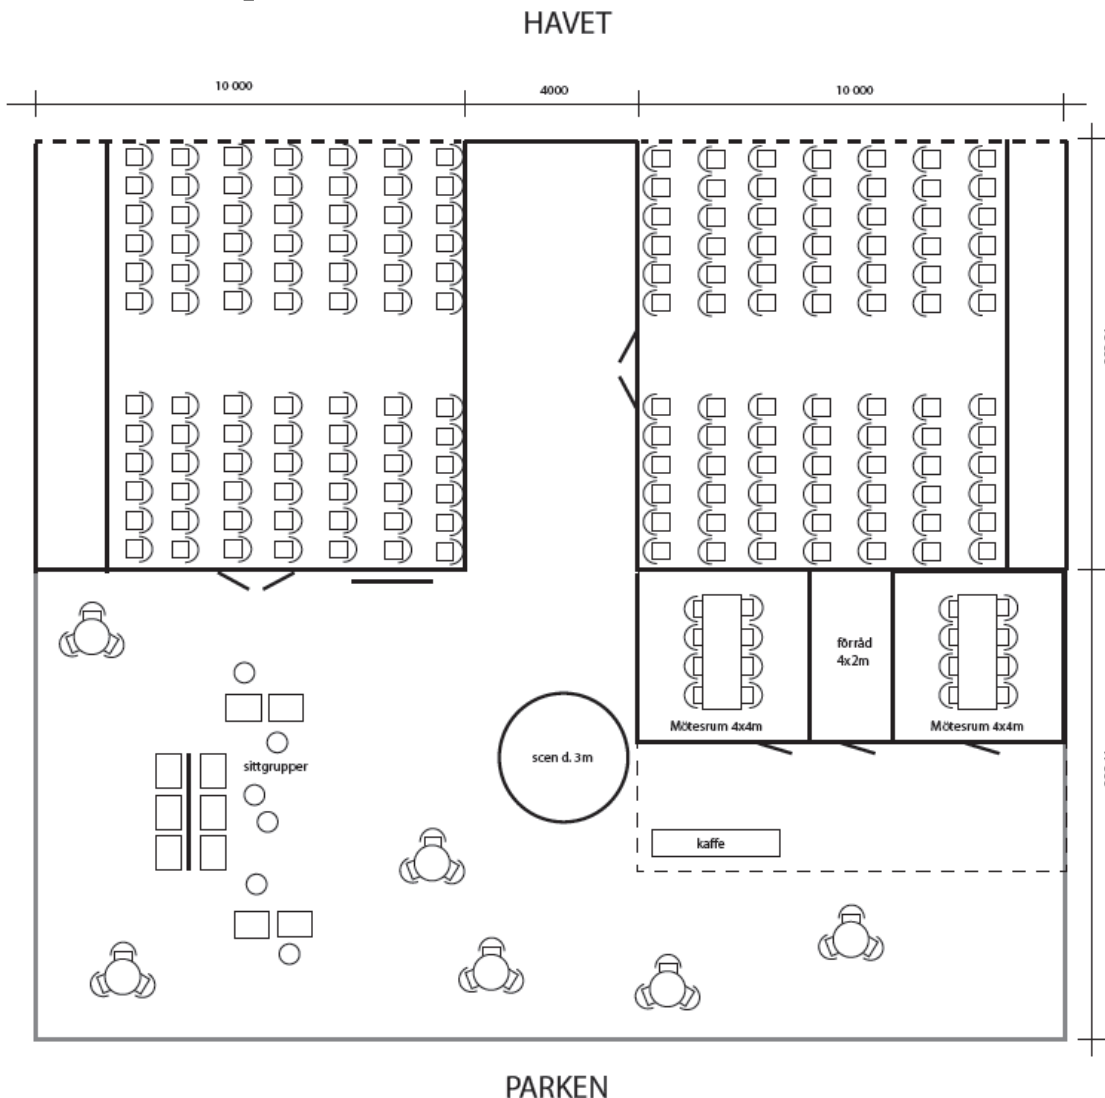 HAVET
10 000
4000
10 000
förråd
4x2m
Mötesrum 4x4m
Mötesrum 4x4m
scen d. 3m
sittgrupper
kaffe
PARKEN